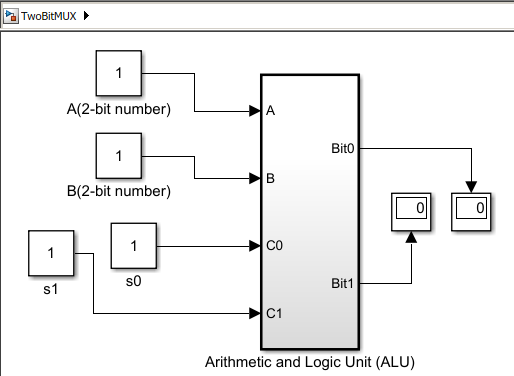 TwoBitMUX
1
A(2-bit number)
A
Bit0
1
B
B(2-bit number)
0
0
1
1
C0
s1
s0
Bit1
C1
Arithmetic and Logic Unit (ALU)